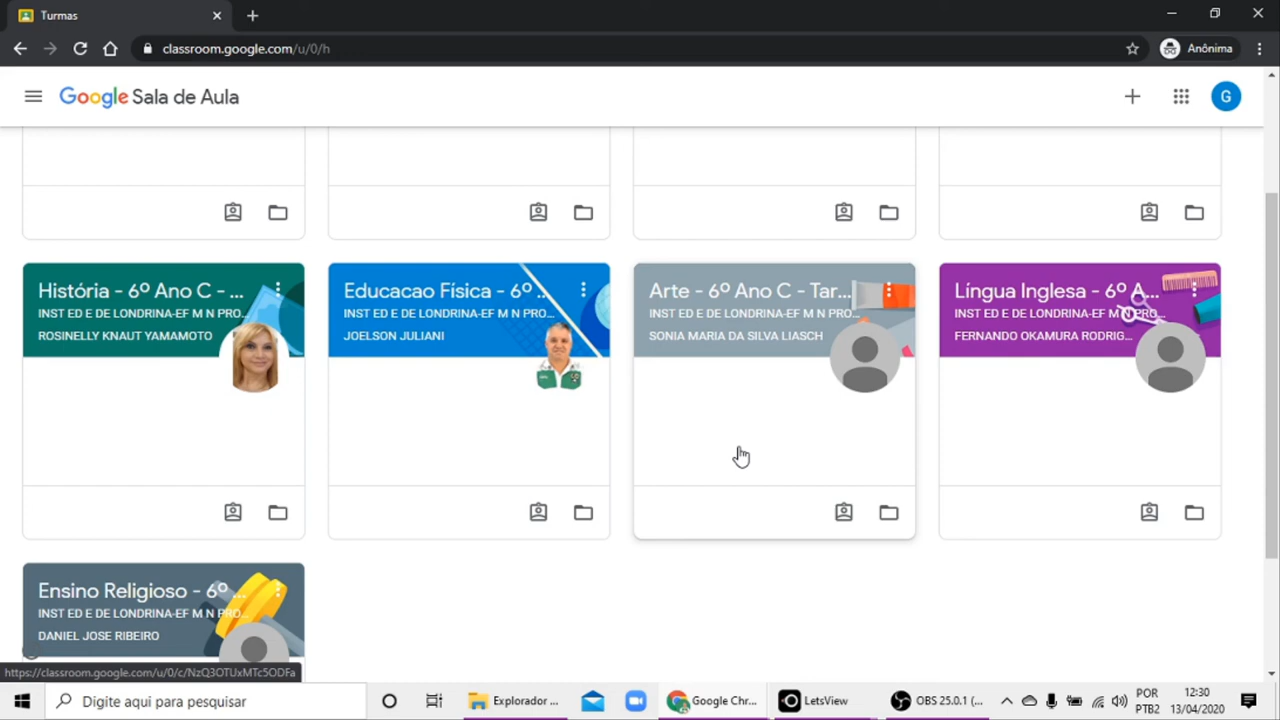 Turmas
classroom.google.com/u/0/h
Anônima
Google Sala de Aula
G
História - 6º Ano C - ...
INST ED E DE LONDRINA-EF M N PRO...
ROSINELLY KNAUT YAMAMOTO
Educacao Física - 6º ...
INST ED E DE LONDRINA-EF M N PRO...
JOELSON JULIANI
Arte - 6º Ano C - Tar...
INST ED E DE LONDRINA-EF M N PRO...
SONIA MARIA DA SILVA LIASCH
Língua Inglesa - 6º A...
INST ED E DE LONDRINA-EF M N PRO...
FERNANDO OKAMURA RODRIG...
Ensino Religioso - 6º ...
INST ED E DE LONDRINA-EF M N PRO...
DANIEL JOSE RIBEIRO
https://classroom.google.com/u/0/c/NzQ3OTUxMTc5ODFa
Digite aqui para pesquisar
Explorador ...
Google Chr...
LetsView
OBS 25.0.1 (...
POR
PTB2
12:30
13/04/2020